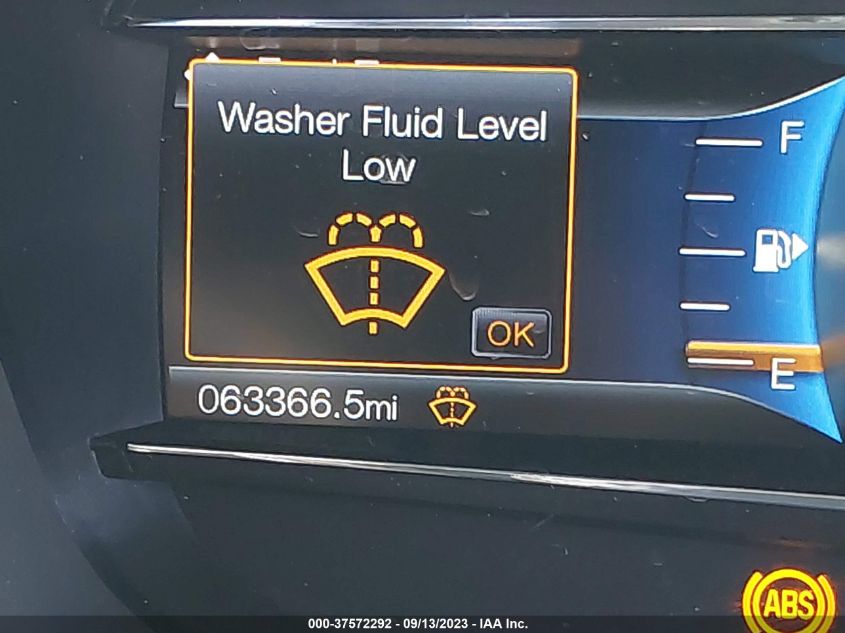 Washer Fluid Level
Low
OK
F
E
063366.5mi
ABS
000-37572292 - 09/13/2023 - IAA Inc.